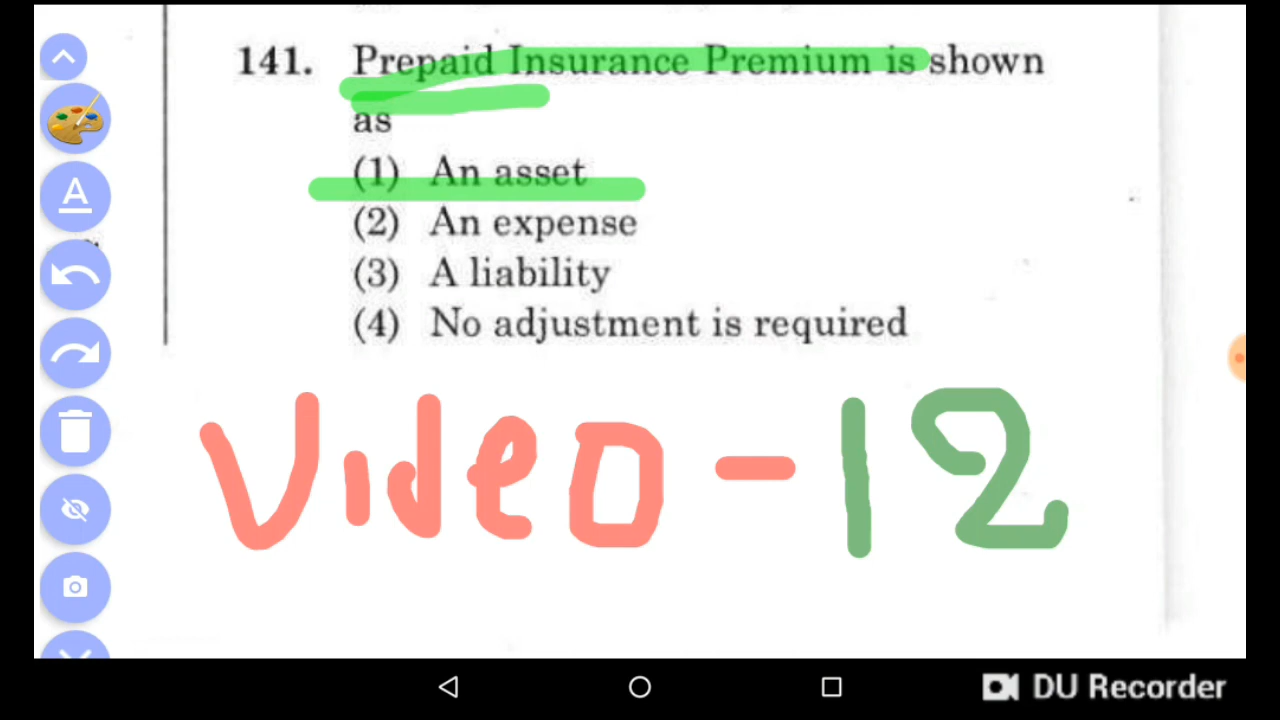 141. Prepaid Insurance Premium is shown
as
(1) An asset
(2) An expense
(3) A liability
(4) No adjustment is required
Video - 12
DU Recorder